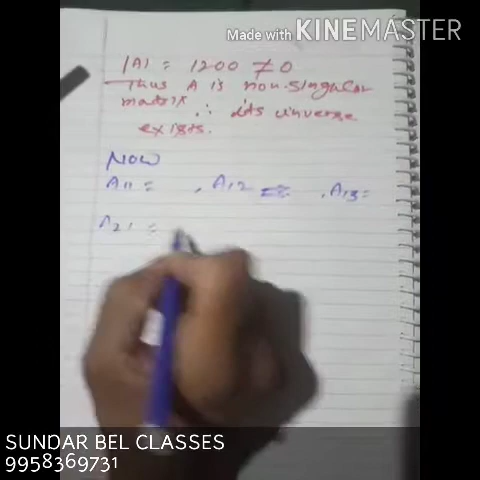 Made with KINEMASTER
|A| = 1200 ≠ 0
Thus A is non-singular
matrix ∴ its inverse
exists.
Now
A11 = , A12 = , A13 =
A21 =
SUNDAR BEL CLASSES
9958369731